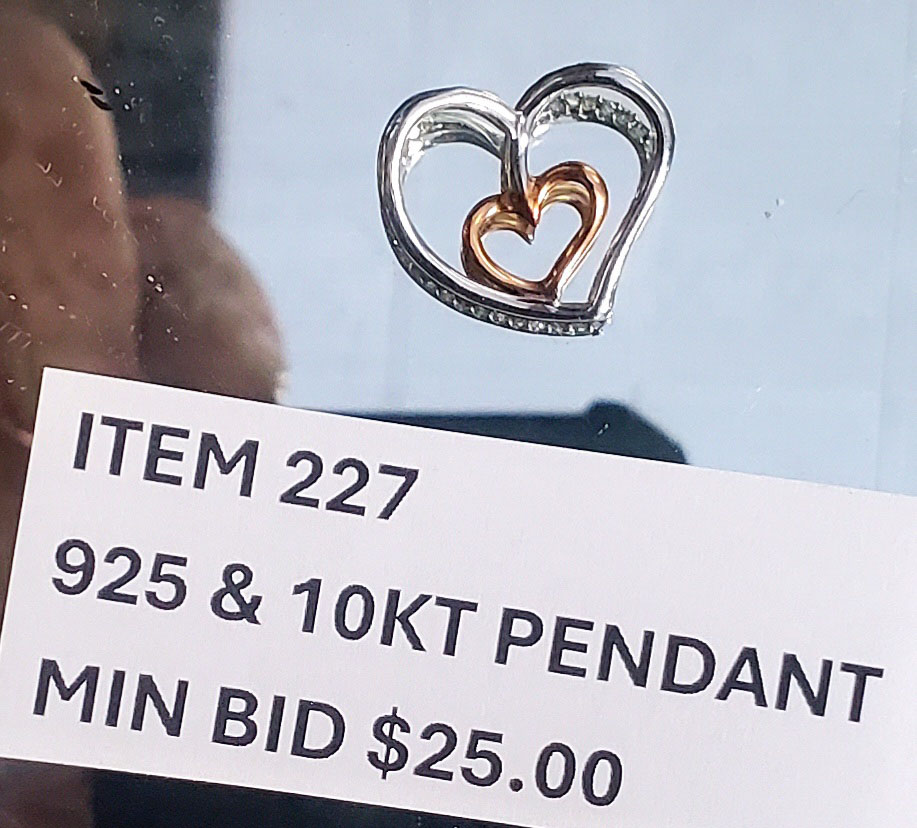 ITEM 227
925 & 10KT PENDANT
MIN BID $25.00